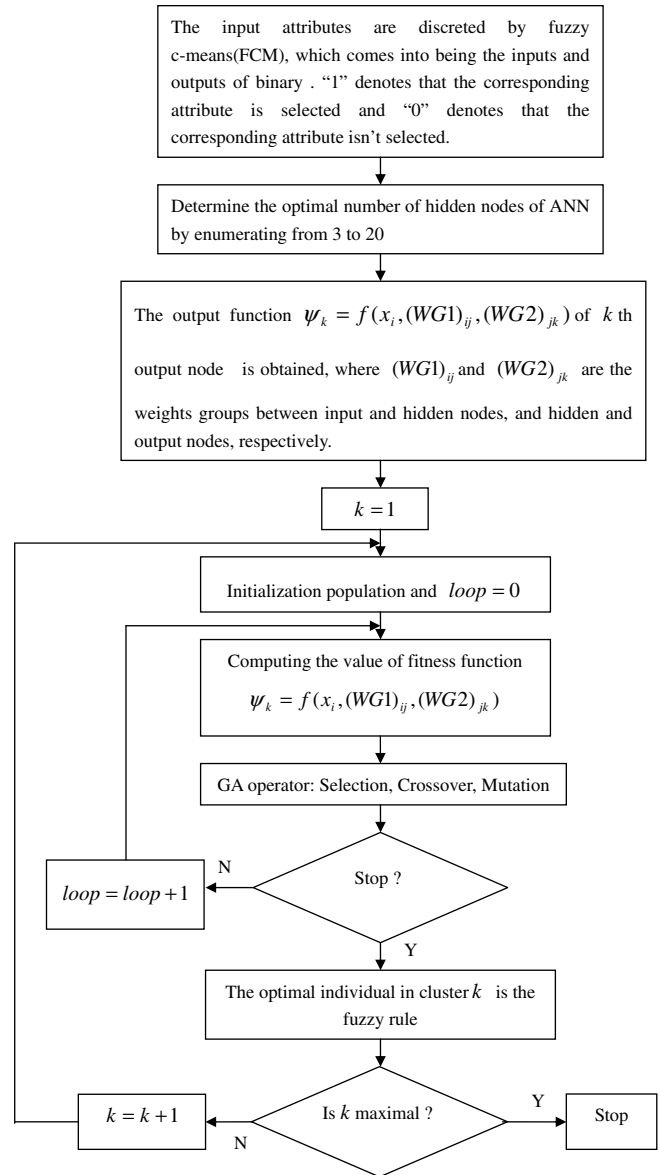 The input attributes are discreted by fuzzy
c-means(FCM), which comes into being the inputs and
outputs of binary . “1” denotes that the corresponding
attribute is selected and “0” denotes that the
corresponding attribute isn’t selected.
Determine the optimal number of hidden nodes of ANN
by enumerating from 3 to 20
The output function ψ_k = f(x_i,(WG1)_ij,(WG2)_jk) of k th
output node is obtained, where (WG1)_ij and (WG2)_jk are the
weights groups between input and hidden nodes, and hidden and
output nodes, respectively.
k = 1
Initialization population and loop = 0
Computing the value of fitness function
ψ_k = f(x_i,(WG1)_ij,(WG2)_jk)
GA operator: Selection, Crossover, Mutation
Stop ?
N
loop = loop + 1
Y
The optimal individual in cluster k is the
fuzzy rule
Is k maximal ?
N
k = k + 1
Y
Stop